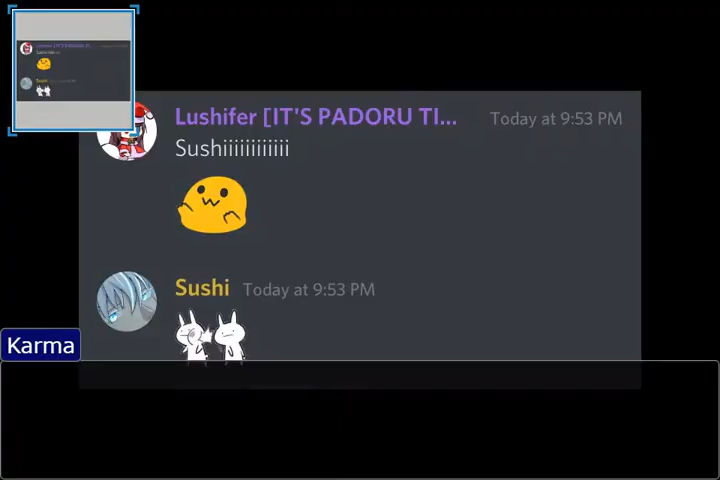 Lushifer [IT'S PADORU TI... Today at 9:53 PM
Sushiiiiiiiiiiii
Sushi Today at 9:53 PM
Karma